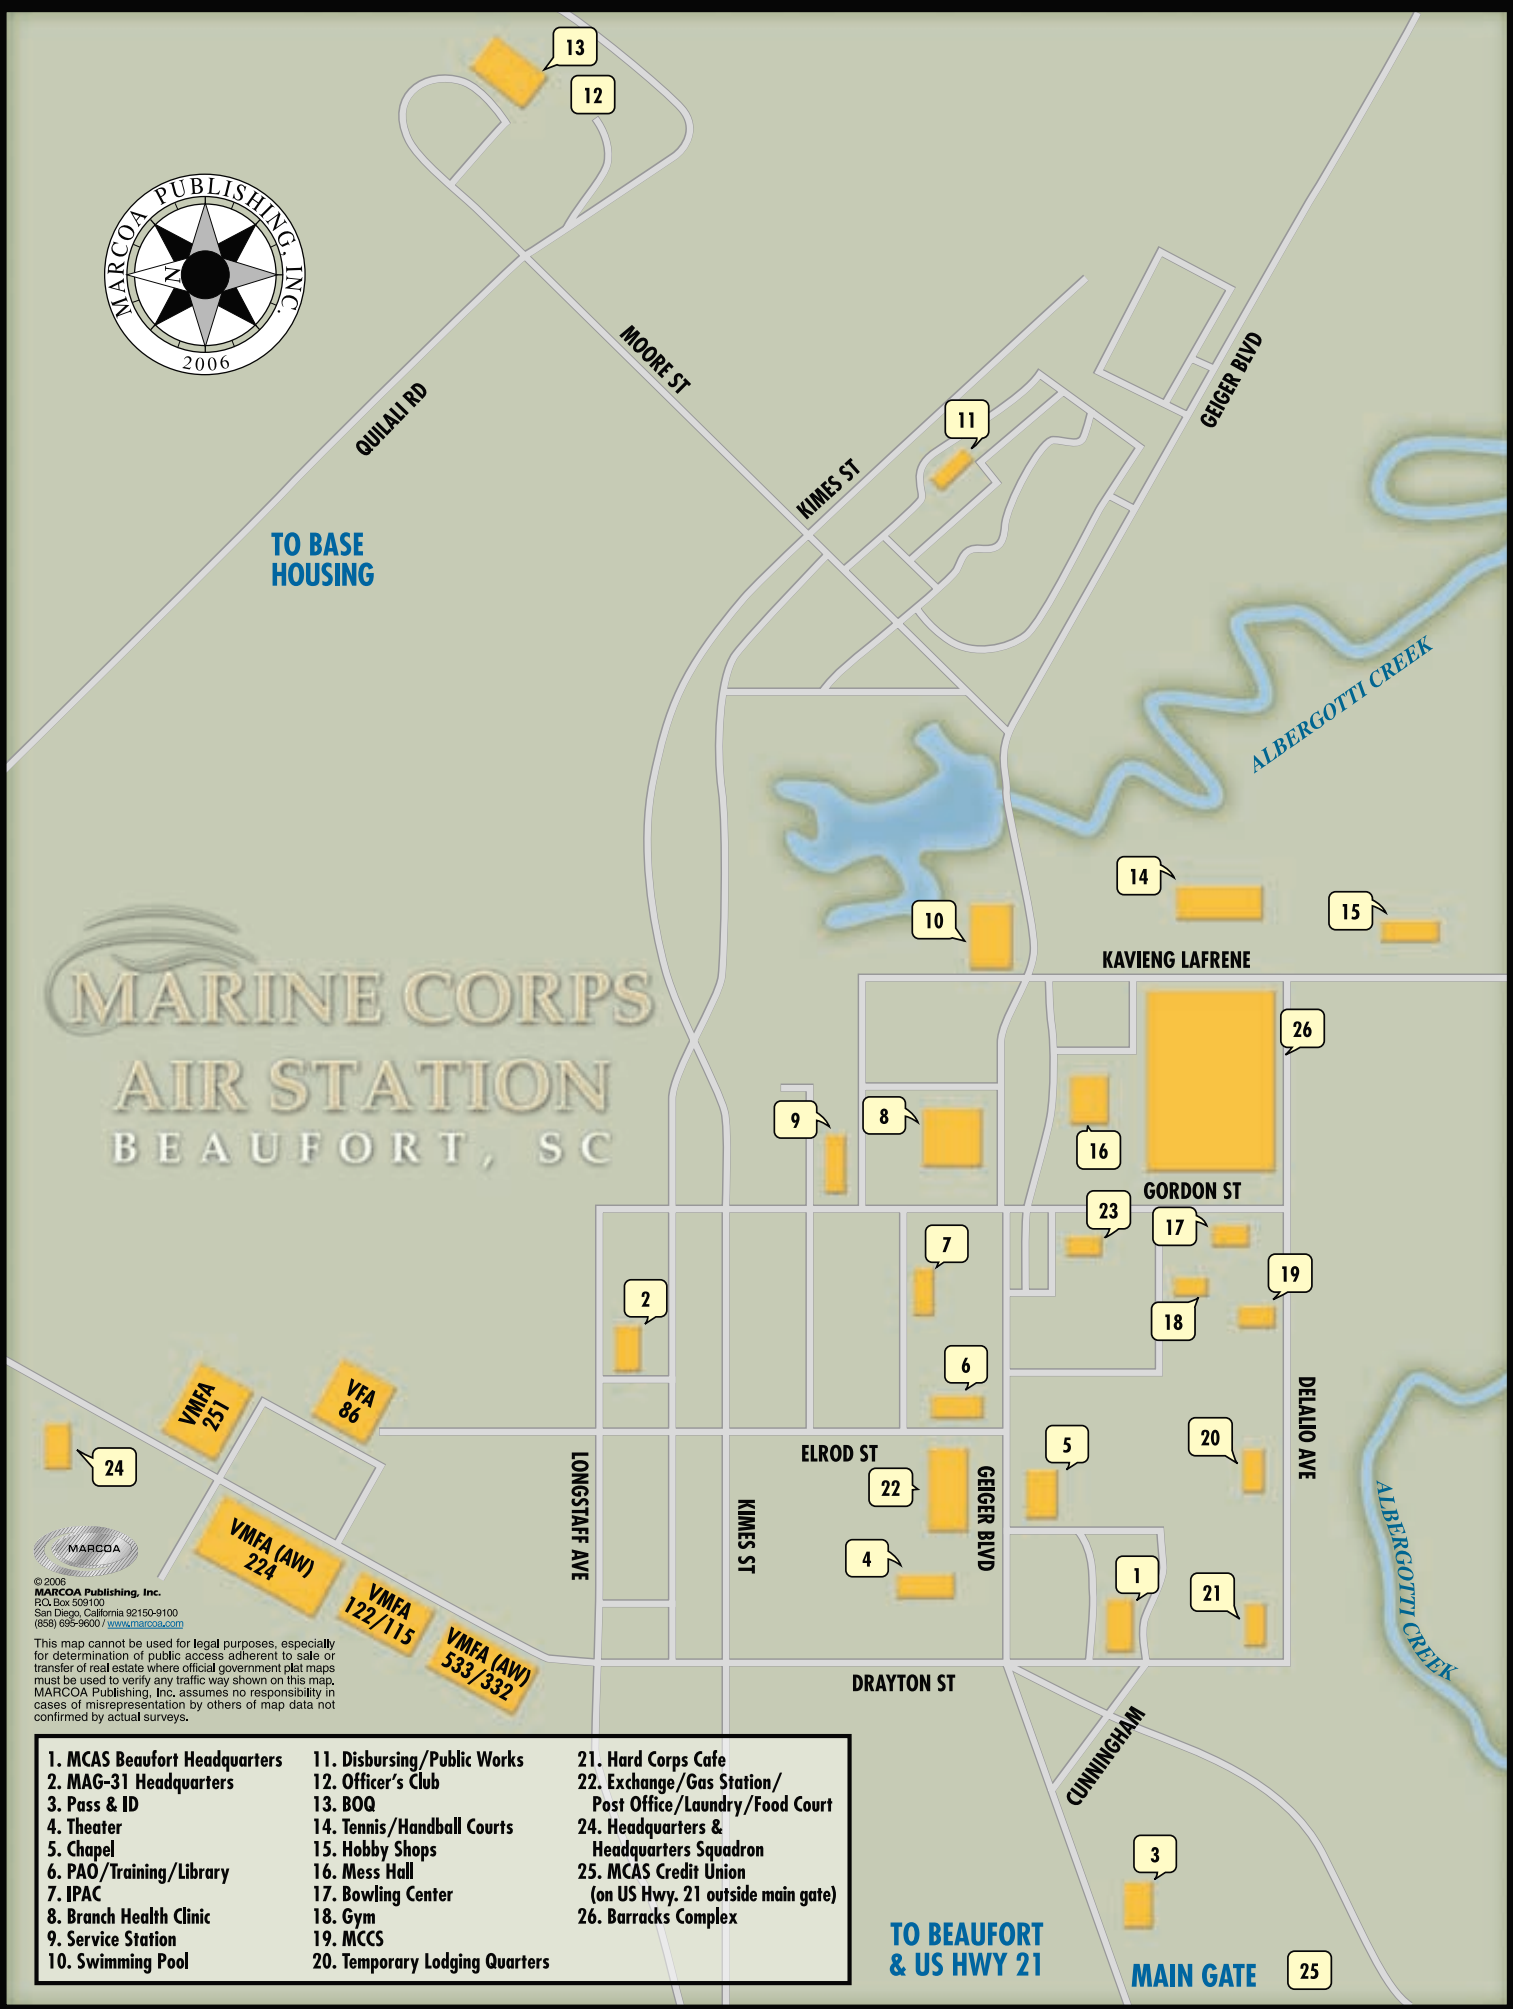 13
12
MARCOA PUBLISHING, INC.
N
2006
MOORE ST
QUILALI RD
GEIGER BLVD
11
KIMES ST
TO BASE
HOUSING
ALBERGOTTI CREEK
14
15
10
KAVIENG LAFRENE
MARINE CORPS
AIR STATION
BEAUFORT, SC
26
9
8
16
GORDON ST
23
17
7
19
2
18
6
VMFA
251
VFA
86
DELALIO AVE
24
ELROD ST
5
20
22
LONGSTAFF AVE
KIMES ST
GEIGER BLVD
ALBERGOTTI CREEK
VMFA (AW)
224
4
1
21
VMFA
122/115
VMFA (AW)
533/332
DRAYTON ST
CUNNINGHAM
MARCOA
© 2006
MARCOA Publishing, Inc.
P.O. Box 509100
San Diego, California 92150-9100
(858) 695-9600 / www.marcoa.com
This map cannot be used for legal purposes, especially
for determination of public access adherent to sale or
transfer of real estate where official government plat maps
must be used to verify any traffic way shown on this map.
MARCOA Publishing, Inc. assumes no responsibility in
cases of misrepresentation by others of map data not
confirmed by actual surveys.
1. MCAS Beaufort Headquarters
2. MAG-31 Headquarters
3. Pass & ID
4. Theater
5. Chapel
6. PAO/Training/Library
7. IPAC
8. Branch Health Clinic
9. Service Station
10. Swimming Pool
11. Disbursing/Public Works
12. Officer's Club
13. BOQ
14. Tennis/Handball Courts
15. Hobby Shops
16. Mess Hall
17. Bowling Center
18. Gym
19. MCCS
20. Temporary Lodging Quarters
21. Hard Corps Cafe
22. Exchange/Gas Station/
Post Office/Laundry/Food Court
24. Headquarters &
Headquarters Squadron
25. MCAS Credit Union
(on US Hwy. 21 outside main gate)
26. Barracks Complex
3
TO BEAUFORT
& US HWY 21
MAIN GATE
25